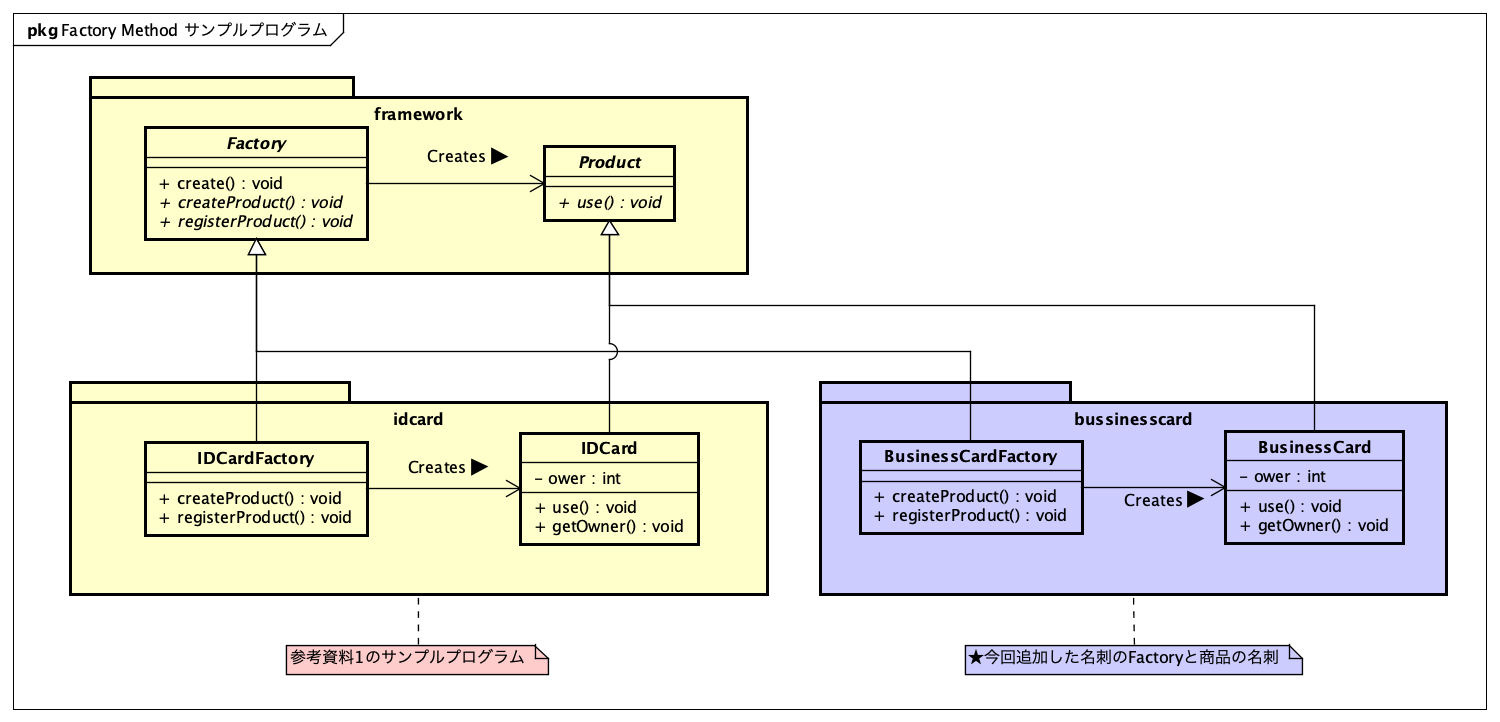 pkg Factory Method サンプルプログラム
framework
Factory
+ create() : void
+ createProduct() : void
+ registerProduct() : void
Creates ▶
Product
+ use() : void
idcard
IDCardFactory
+ createProduct() : void
+ registerProduct() : void
Creates ▶
IDCard
- ower : int
+ use() : void
+ getOwner() : void
bussinesscard
BusinessCardFactory
+ createProduct() : void
+ registerProduct() : void
Creates ▶
BusinessCard
- ower : int
+ use() : void
+ getOwner() : void
参考資料1のサンプルプログラム
★今回追加した名刺のFactoryと商品の名刺